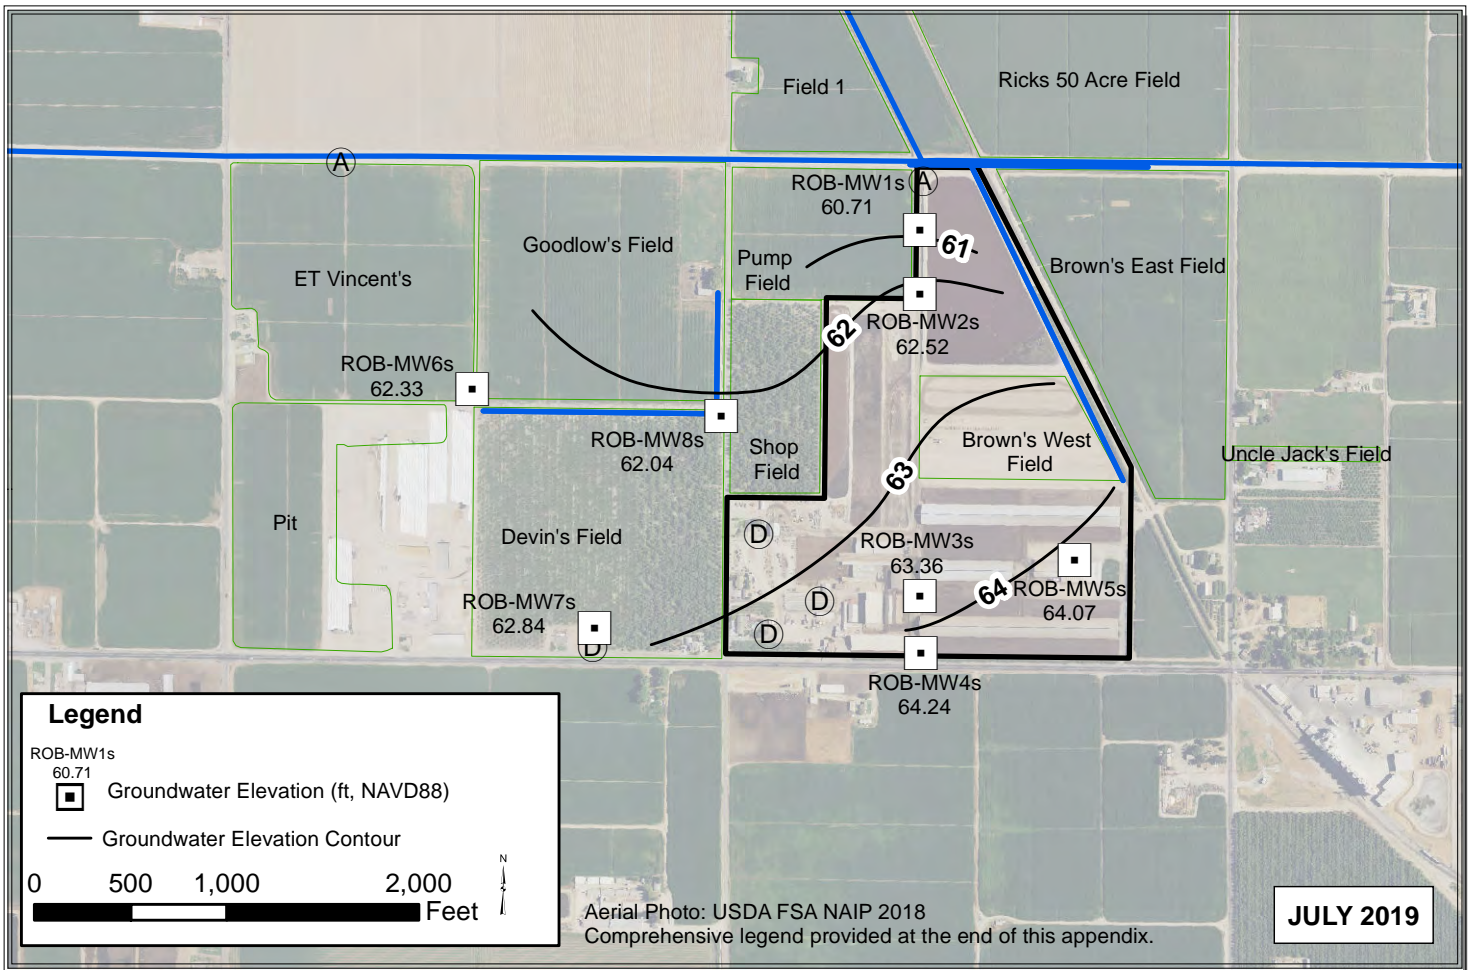 Field 1
Ricks 50 Acre Field
A
ROB-MW1s
60.71
A
Goodlow's Field
61
Pump
Field
Brown's East Field
ET Vincent's
62
ROB-MW2s
62.52
ROB-MW6s
62.33
ROB-MW8s
62.04
Shop
Field
63
Brown's West
Field
Uncle Jack's Field
Pit
Devin's Field
D
ROB-MW3s
63.36
ROB-MW7s
62.84
D
D
D
64
ROB-MW5s
64.07
ROB-MW4s
64.24
Legend
ROB-MW1s
60.71
Groundwater Elevation (ft, NAVD88)
Groundwater Elevation Contour
N
0 500 1,000 2,000
Feet
Aerial Photo: USDA FSA NAIP 2018
Comprehensive legend provided at the end of this appendix.
JULY 2019